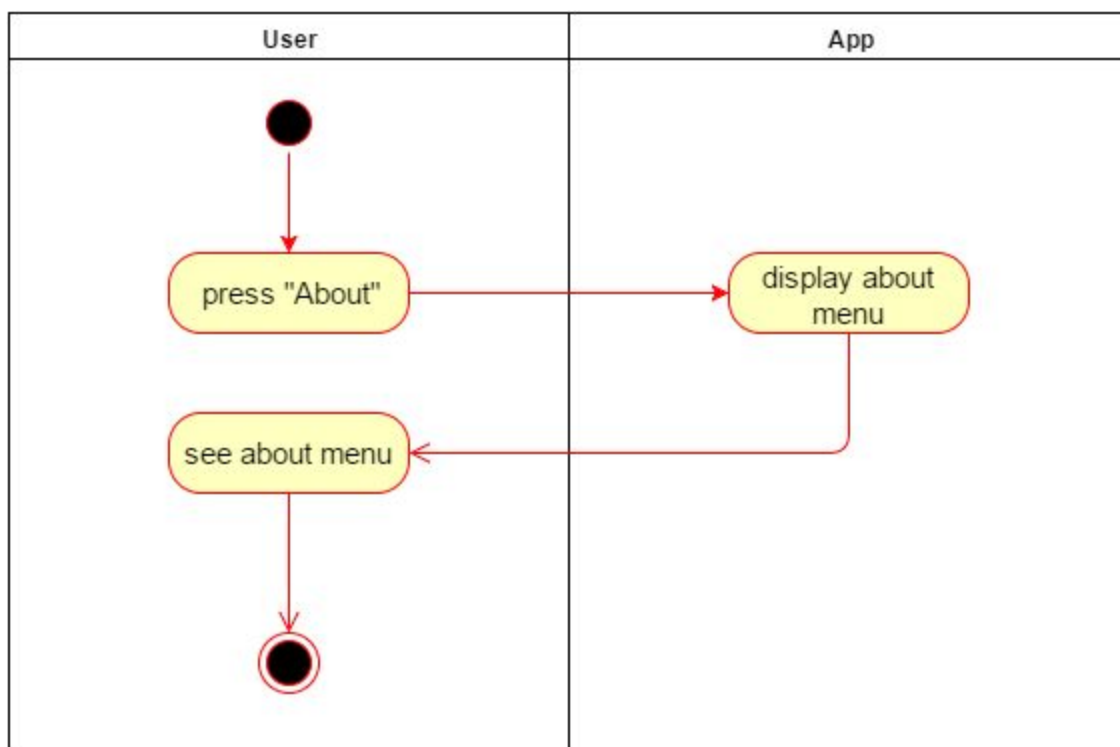 User
App
press "About"
display about
menu
see about menu